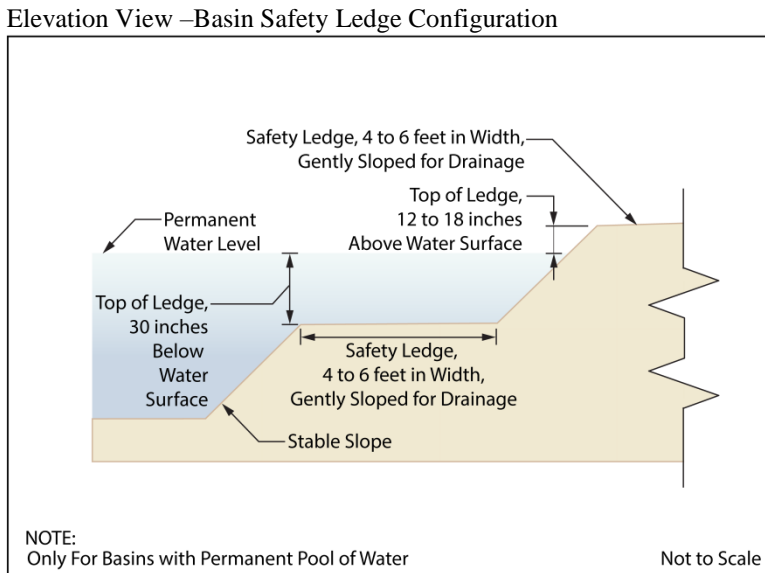 Elevation View –Basin Safety Ledge Configuration
Safety Ledge, 4 to 6 feet in Width,
Gently Sloped for Drainage
Top of Ledge,
12 to 18 inches
Above Water Surface
Permanent
Water Level
Top of Ledge,
30 inches
Below
Water
Surface
Safety Ledge,
4 to 6 feet in Width,
Gently Sloped for Drainage
Stable Slope
NOTE:
Only For Basins with Permanent Pool of Water
Not to Scale